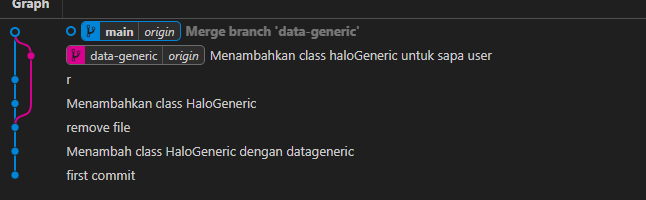 Graph
main origin Merge branch 'data-generic'
data-generic origin Menambahkan class haloGeneric untuk sapa user
r
Menambahkan class HaloGeneric
remove file
Menambah class HaloGeneric dengan datageneric
first commit